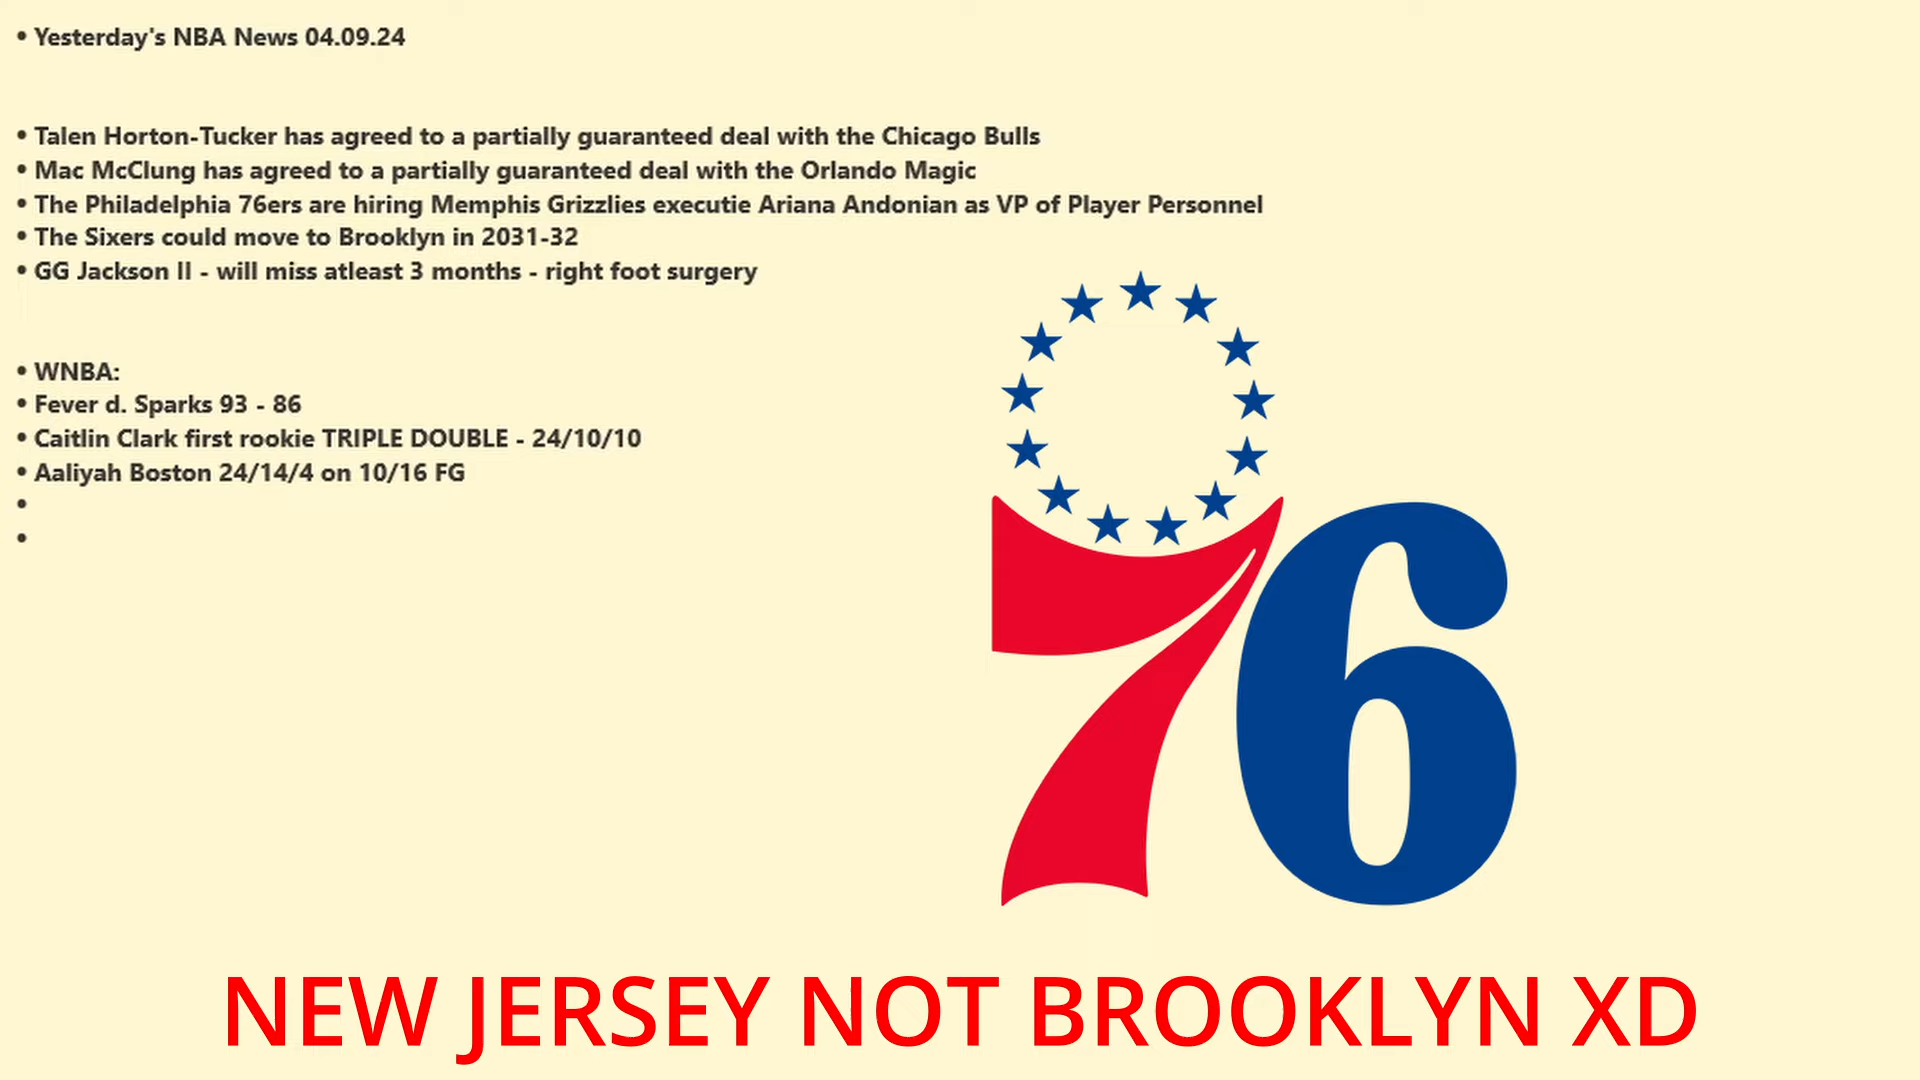 • Yesterday's NBA News 04.09.24
• Talen Horton-Tucker has agreed to a partially guaranteed deal with the Chicago Bulls
• Mac McClung has agreed to a partially guaranteed deal with the Orlando Magic
• The Philadelphia 76ers are hiring Memphis Grizzlies executie Ariana Andonian as VP of Player Personnel
• The Sixers could move to Brooklyn in 2031-32
• GG Jackson II - will miss atleast 3 months - right foot surgery
• WNBA:
• Fever d. Sparks 93 - 86
• Caitlin Clark first rookie TRIPLE DOUBLE - 24/10/10
• Aaliyah Boston 24/14/4 on 10/16 FG
•
•
76
NEW JERSEY NOT BROOKLYN XD